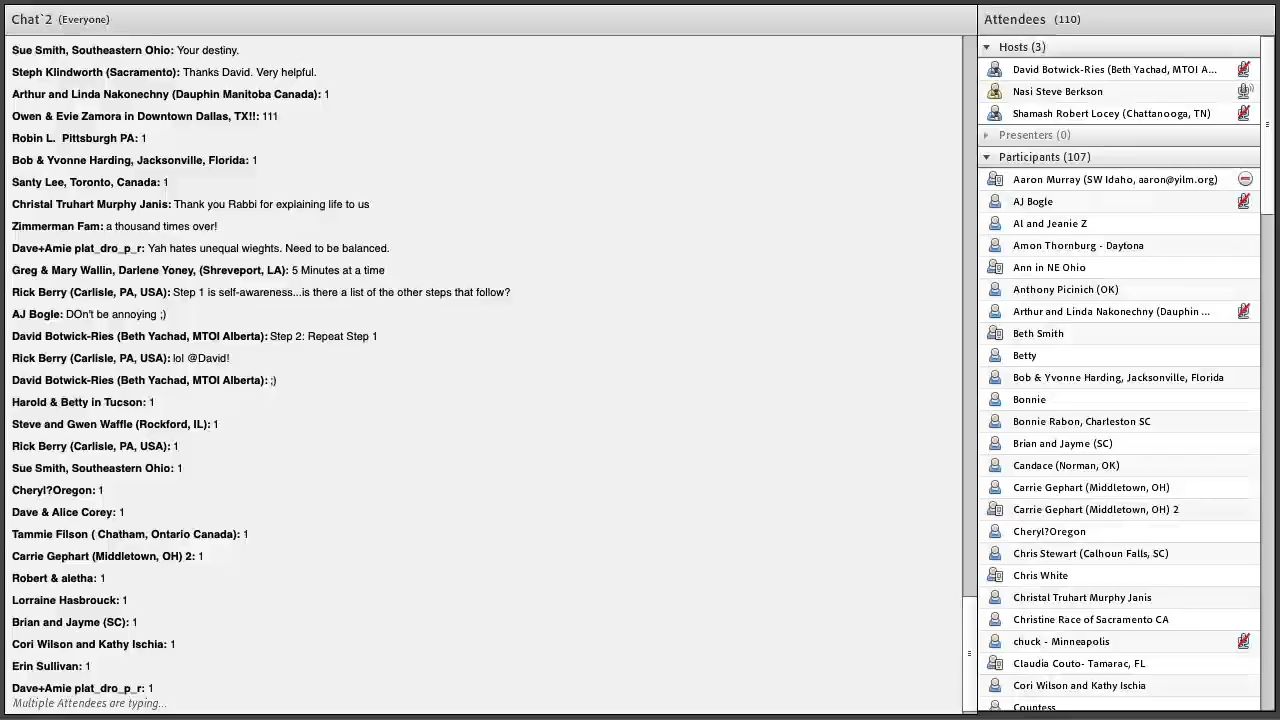 Chat`2 (Everyone)
Sue Smith, Southeastern Ohio: Your destiny.
Steph Klindworth (Sacramento): Thanks David. Very helpful.
Arthur and Linda Nakonechny (Dauphin Manitoba Canada): 1
Owen & Evie Zamora in Downtown Dallas, TX!!: 111
Robin L. Pittsburgh PA: 1
Bob & Yvonne Harding, Jacksonville, Florida: 1
Santy Lee, Toronto, Canada: 1
Christal Truhart Murphy Janis: Thank you Rabbi for explaining life to us
Zimmerman Fam: a thousand times over!
Dave+Amie plat_dro_p_r: Yah hates unequal wieghts. Need to be balanced.
Greg & Mary Wallin, Darlene Yoney, (Shreveport, LA): 5 Minutes at a time
Rick Berry (Carlisle, PA, USA): Step 1 is self-awareness, is there a list of the other steps that follow?
AJ Bogle: DOn't be annoying ;)
David Botwick-Ries (Beth Yachad, MTOI Alberta): Step 2: Repeat Step 1
Rick Berry (Carlisle, PA, USA): lol @David!
David Botwick-Ries (Beth Yachad, MTOI Alberta): ;)
Harold & Betty in Tucson: 1
Steve and Gwen Waffle (Rockford, IL): 1
Rick Berry (Carlisle, PA, USA): 1
Sue Smith, Southeastern Ohio: 1
Cheryl?Oregon: 1
Dave & Alice Corey: 1
Tammie Filson ( Chatham, Ontario Canada): 1
Carrie Gephart (Middletown, OH) 2: 1
Robert & aletha: 1
Lorraine Hasbrouck: 1
Brian and Jayme (SC): 1
Cori Wilson and Kathy Ischia: 1
Erin Sullivan: 1
Dave+Amie plat_dro_p_r: 1
Multiple Attendees are typing...
Attendees (110)
Hosts (3)
David Botwick-Ries (Beth Yachad, MTOI A...
Nasi Steve Berkson
Shamash Robert Locey (Chattanooga, TN)
Presenters (0)
Participants (107)
Aaron Murray (SW Idaho, aaron@yilm.org)
AJ Bogle
Al and Jeanie Z
Amon Thornburg - Daytona
Ann in NE Ohio
Anthony Picinich (OK)
Arthur and Linda Nakonechny (Dauphin ...
Beth Smith
Betty
Bob & Yvonne Harding, Jacksonville, Florida
Bonnie
Bonnie Rabon, Charleston SC
Brian and Jayme (SC)
Candace (Norman, OK)
Carrie Gephart (Middletown, OH)
Carrie Gephart (Middletown, OH) 2
Cheryl?Oregon
Chris Stewart (Calhoun Falls, SC)
Chris White
Christal Truhart Murphy Janis
Christine Race of Sacramento CA
chuck - Minneapolis
Claudia Couto- Tamarac, FL
Cori Wilson and Kathy Ischia
Countess